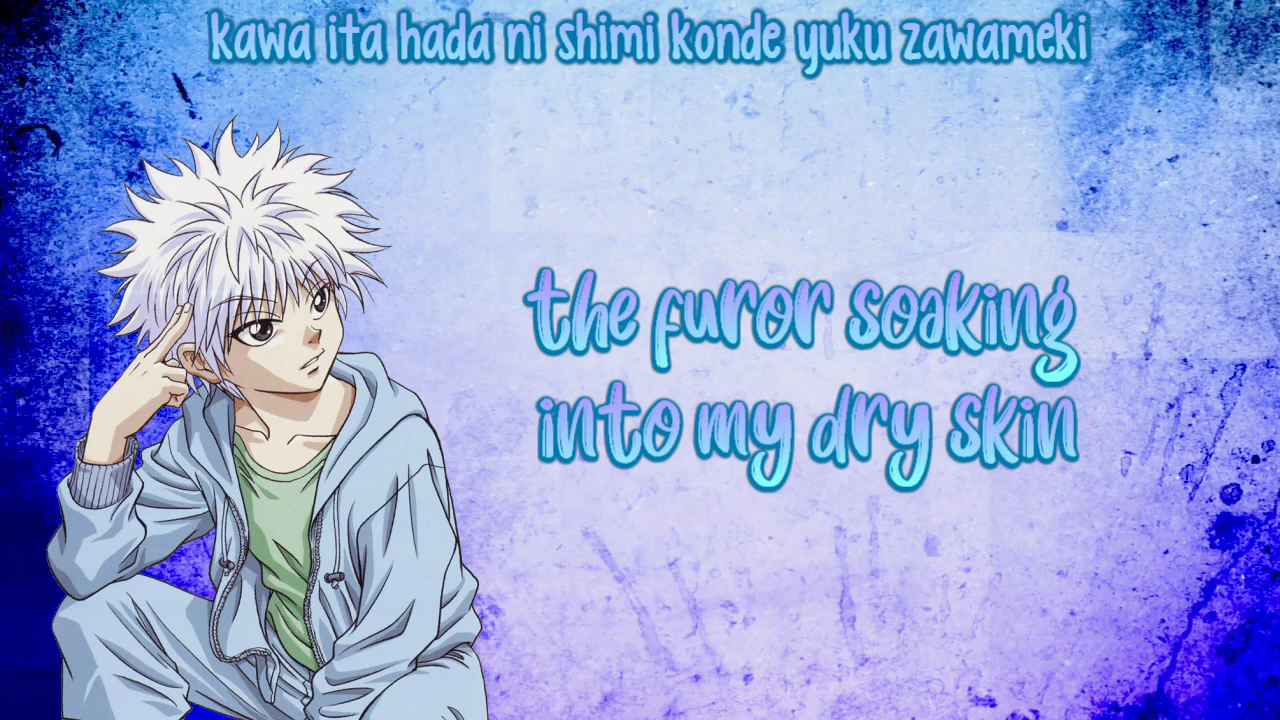 kawa ita hada ni shimi konde yuku zawameki
the furor soaking
into my dry skin